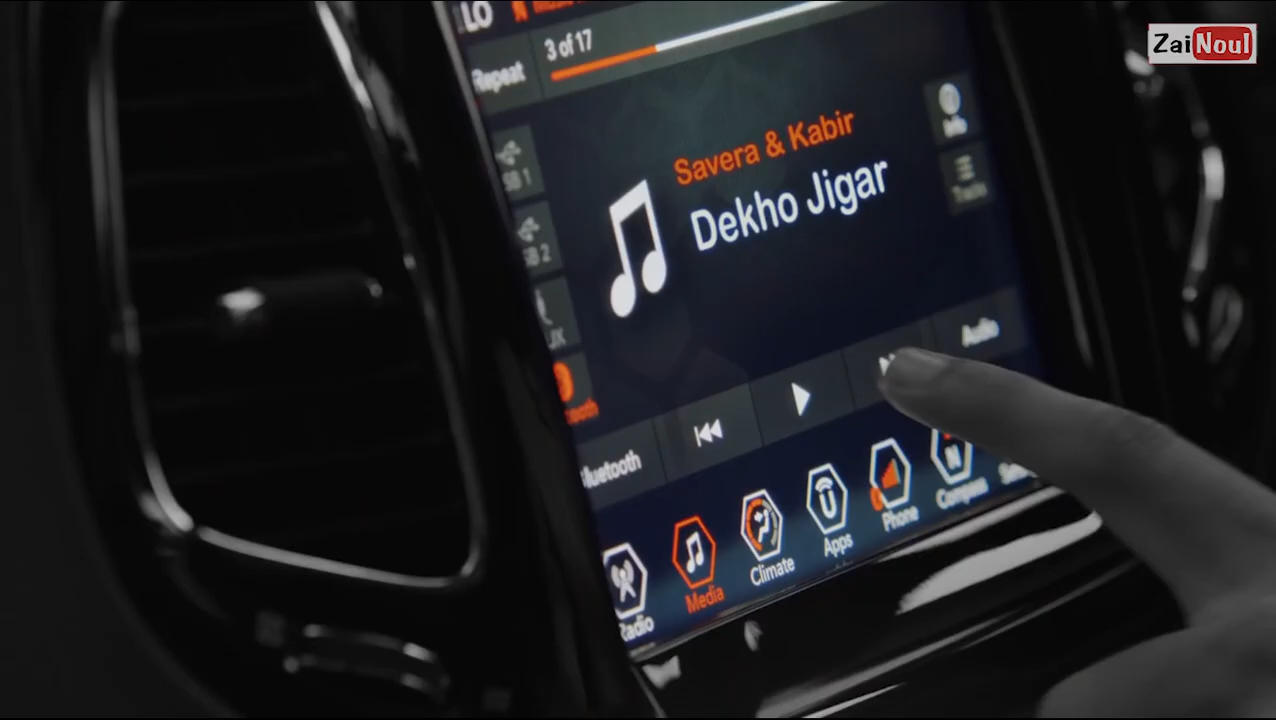 LO
ZaiNoul
3 of 17
Repeat
Info
Savera & Kabir
Dekho Jigar
Tracks
Audio
Bluetooth
Radio
Media
Climate
Apps
Phone
Compass